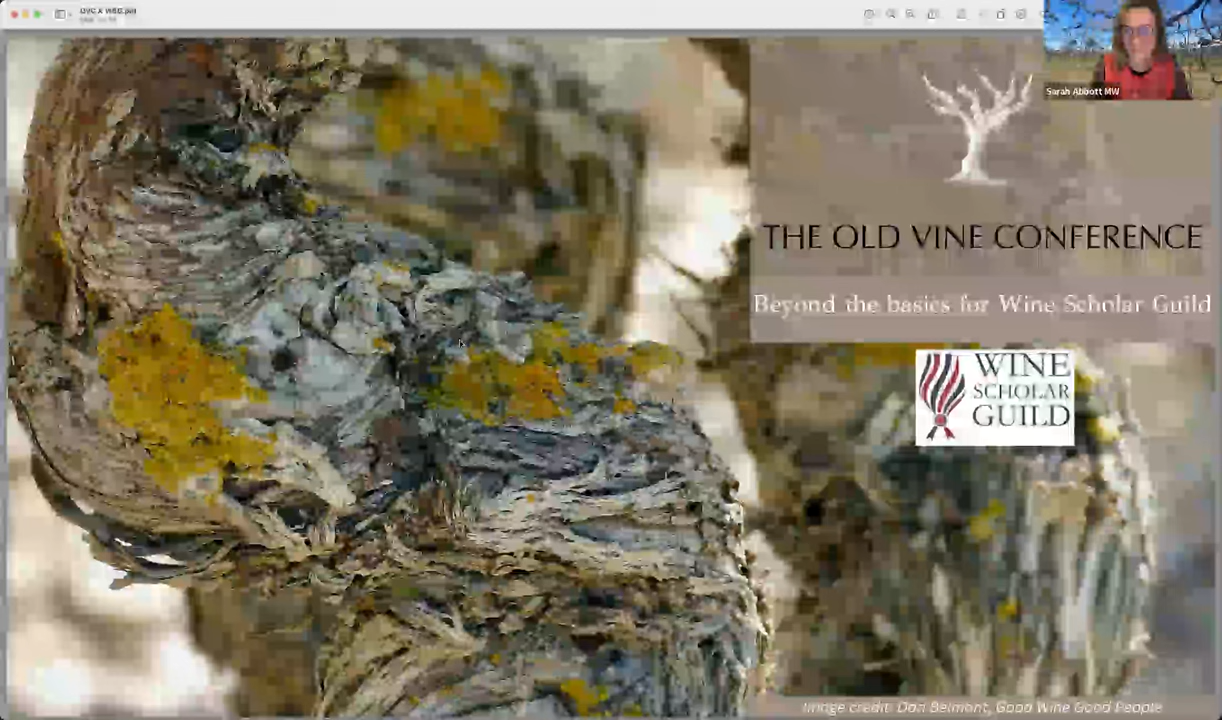 Sarah Abbott MW
THE OLD VINE CONFERENCE
Beyond the basics for Wine Scholar Guild
WINE
SCHOLAR
GUILD
Image credit: Dan Belmont, Good Wine Good People